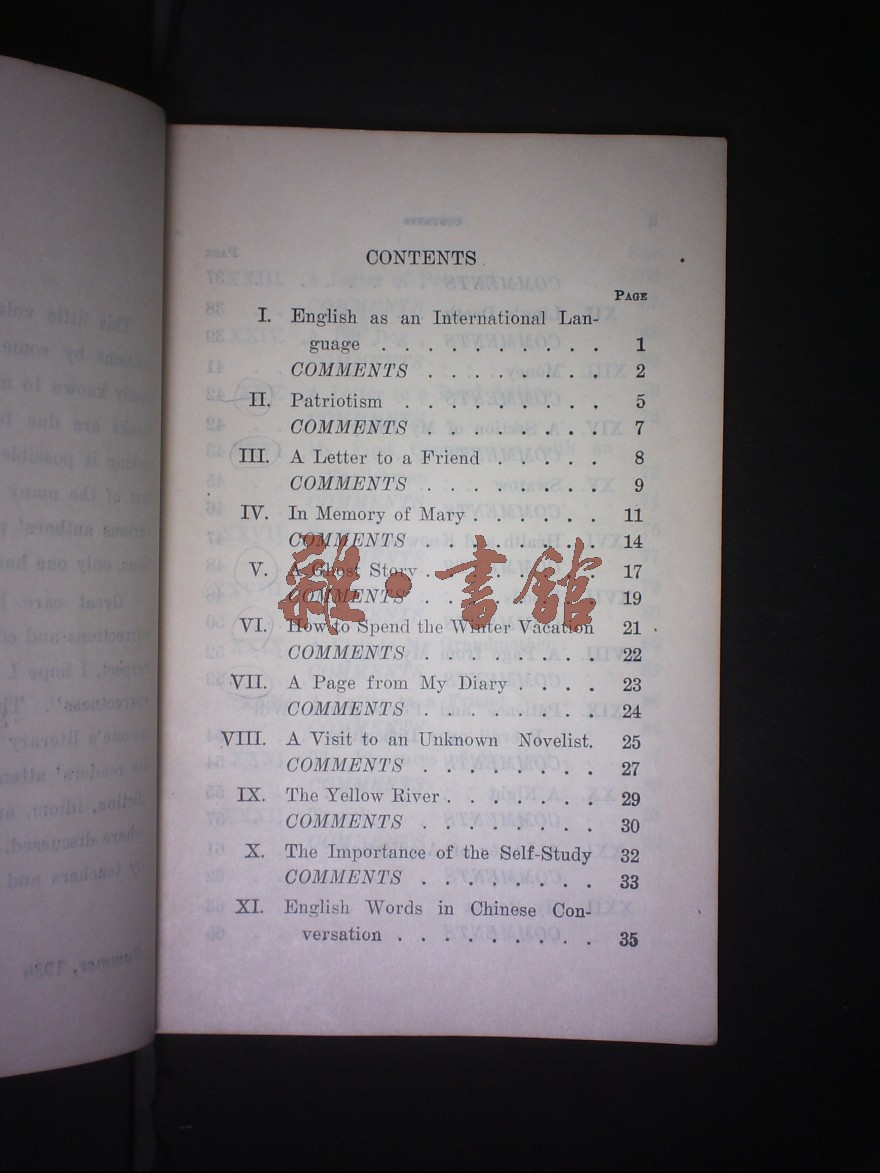 CONTENTS
PAGE
I. English as an International Lan-
guage . . . . . . . . . . 1
COMMENTS . . . . . . . . 2
II. Patriotism . . . . . . . . . 5
COMMENTS . . . . . . . . 7
III. A Letter to a Friend . . . . . 8
COMMENTS . . . . . . . . 9
IV. In Memory of Mary . . . . . . 11
COMMENTS . . . . . . . . 14
V. A Ghost Story . . . . . . . . 17
COMMENTS . . . . . . . . 19
雜·書館
VI. How to Spend the Winter Vacation 21
COMMENTS . . . . . . . . 22
VII. A Page from My Diary . . . . 23
COMMENTS . . . . . . . . 24
VIII. A Visit to an Unknown Novelist. 25
COMMENTS . . . . . . . . 27
IX. The Yellow River . . . . . . . 29
COMMENTS . . . . . . . . 30
X. The Importance of the Self-Study 32
COMMENTS . . . . . . . . 33
XI. English Words in Chinese Con-
versation . . . . . . . . . 35